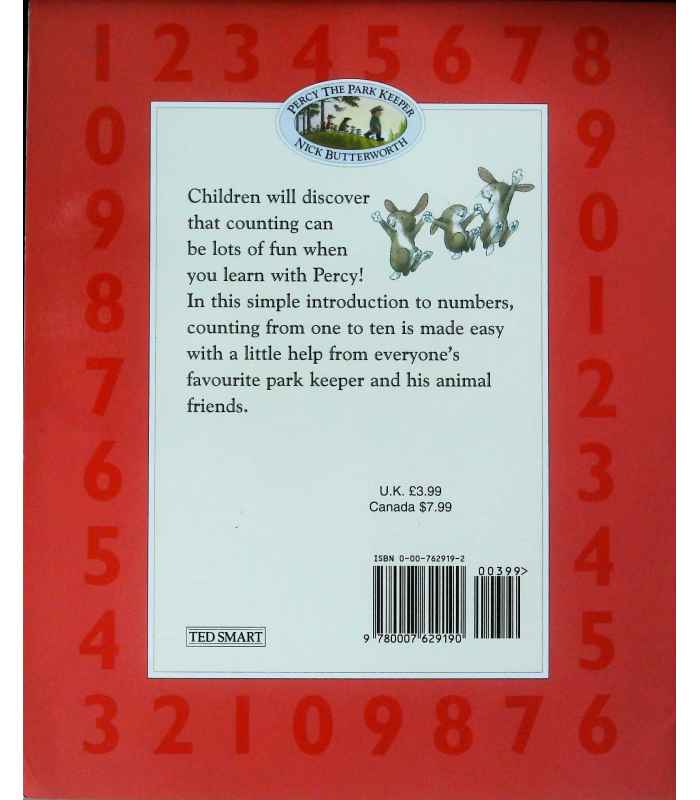 1 2 3 4 5 6 7 8
PERCY THE PARK KEEPER
NICK BUTTERWORTH
0 9
9 0
8 1
7 2
6 3
5 4
4 5
Children will discover
that counting can
be lots of fun when
you learn with Percy!
In this simple introduction to numbers,
counting from one to ten is made easy
with a little help from everyone's
favourite park keeper and his animal
friends.
U.K. £3.99
Canada $7.99
ISBN 0-00-762919-2
00399>
9 780007 629190
TED SMART
3 2 1 0 9 8 7 6